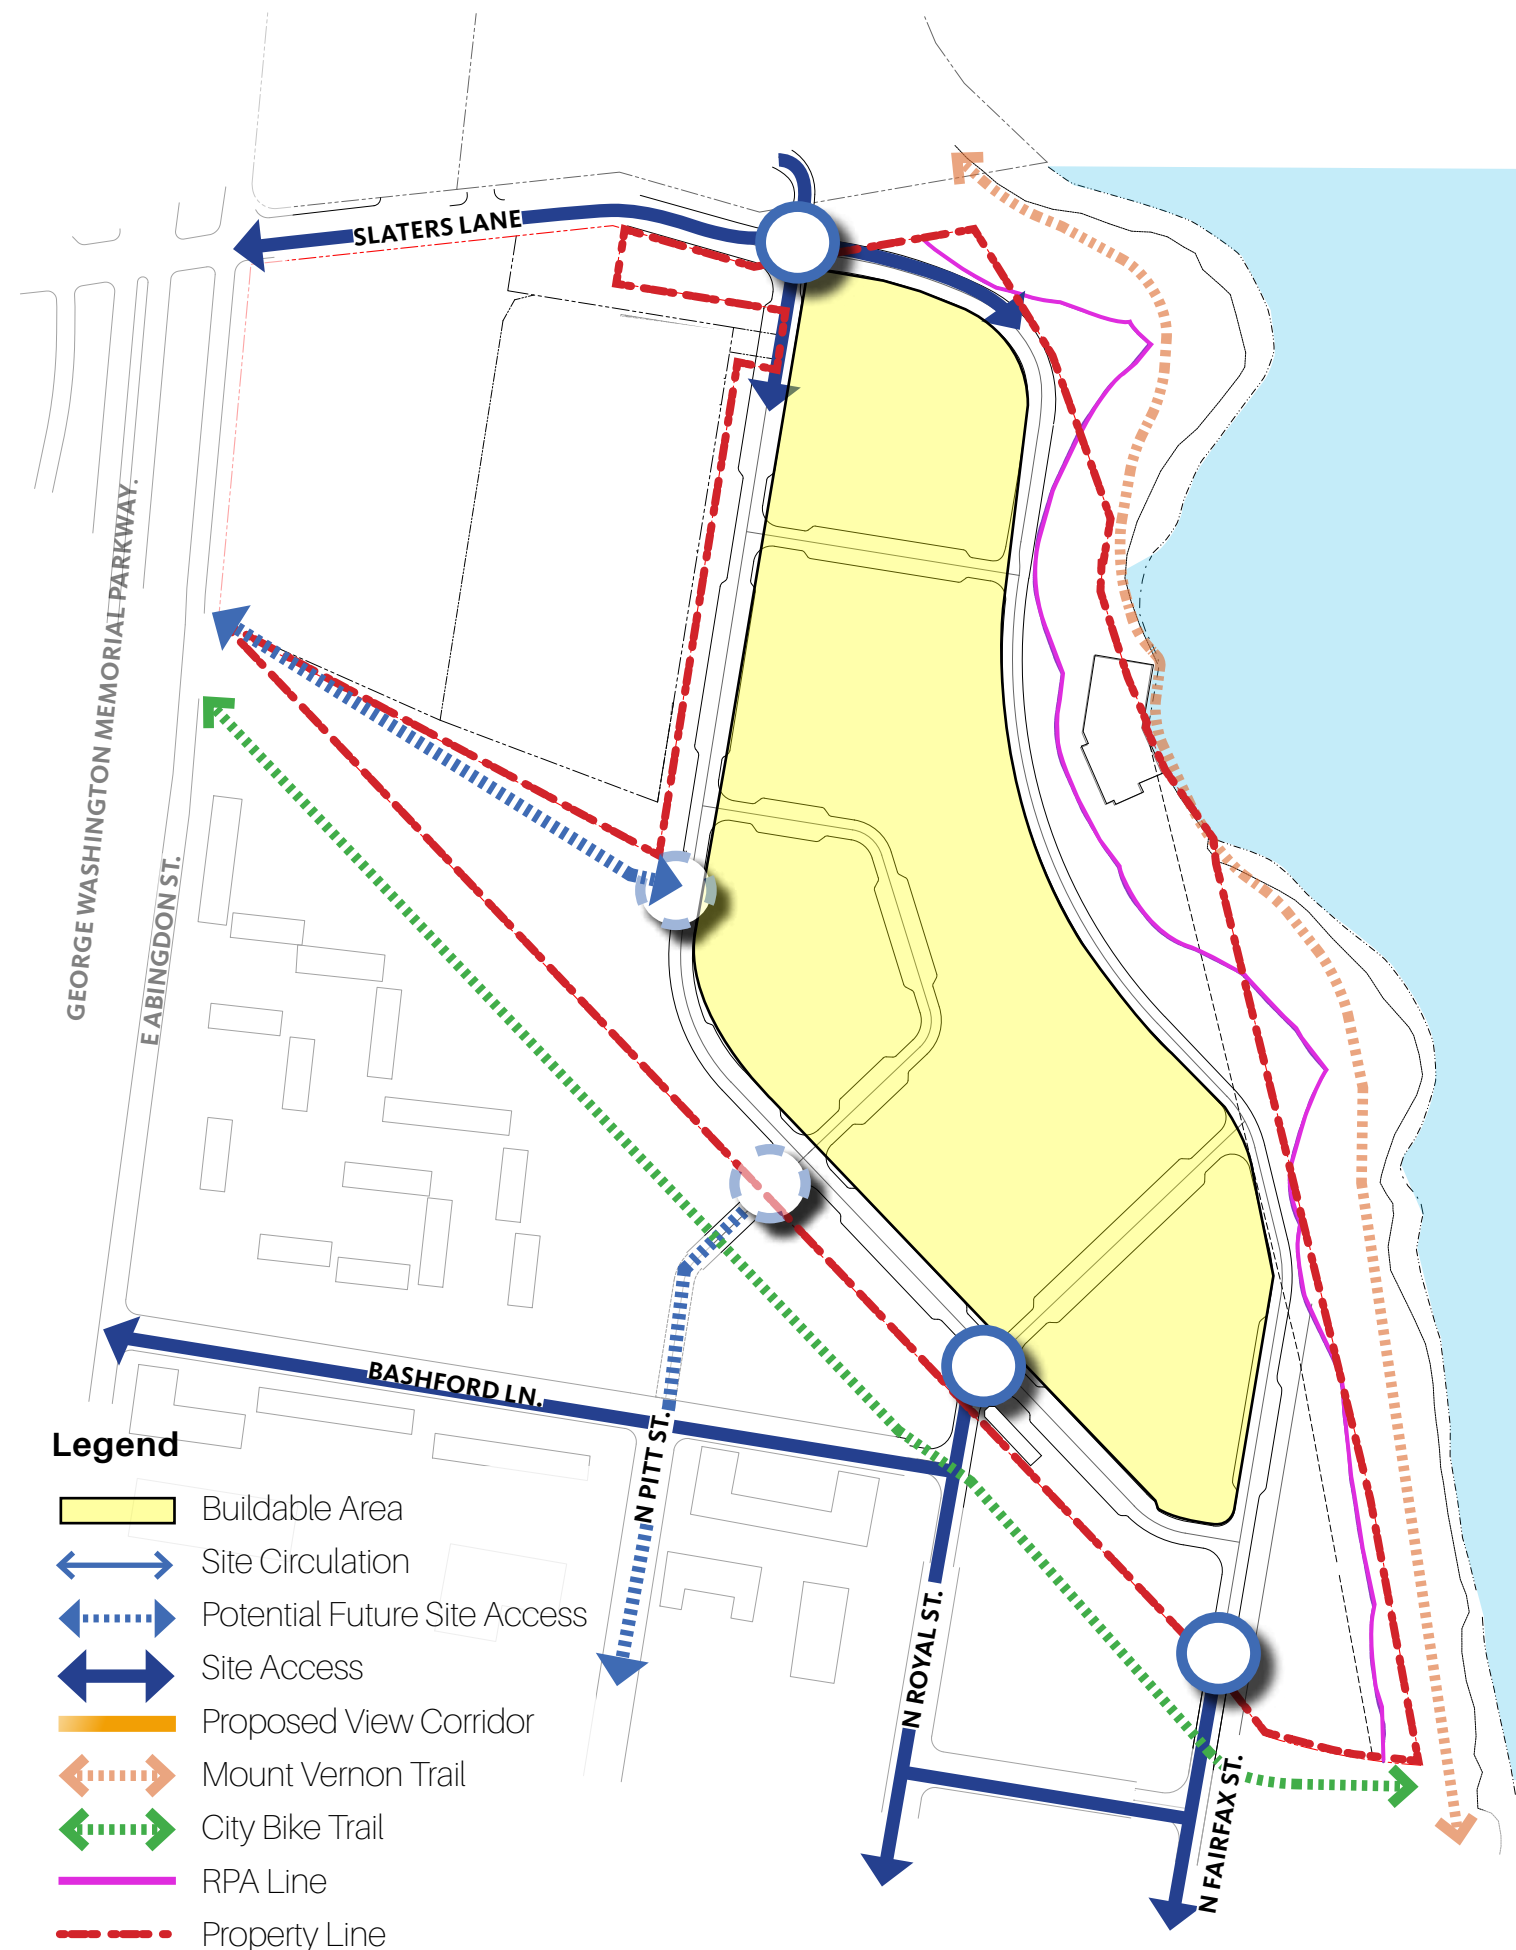 SLATERS LANE
GEORGE WASHINGTON MEMORIAL PARKWAY.
E ABINGDON ST.
BASHFORD LN.
N PITT ST.
N ROYAL ST.
N FAIRFAX ST.
Legend
Buildable Area
Site Circulation
Potential Future Site Access
Site Access
Proposed View Corridor
Mount Vernon Trail
City Bike Trail
RPA Line
Property Line